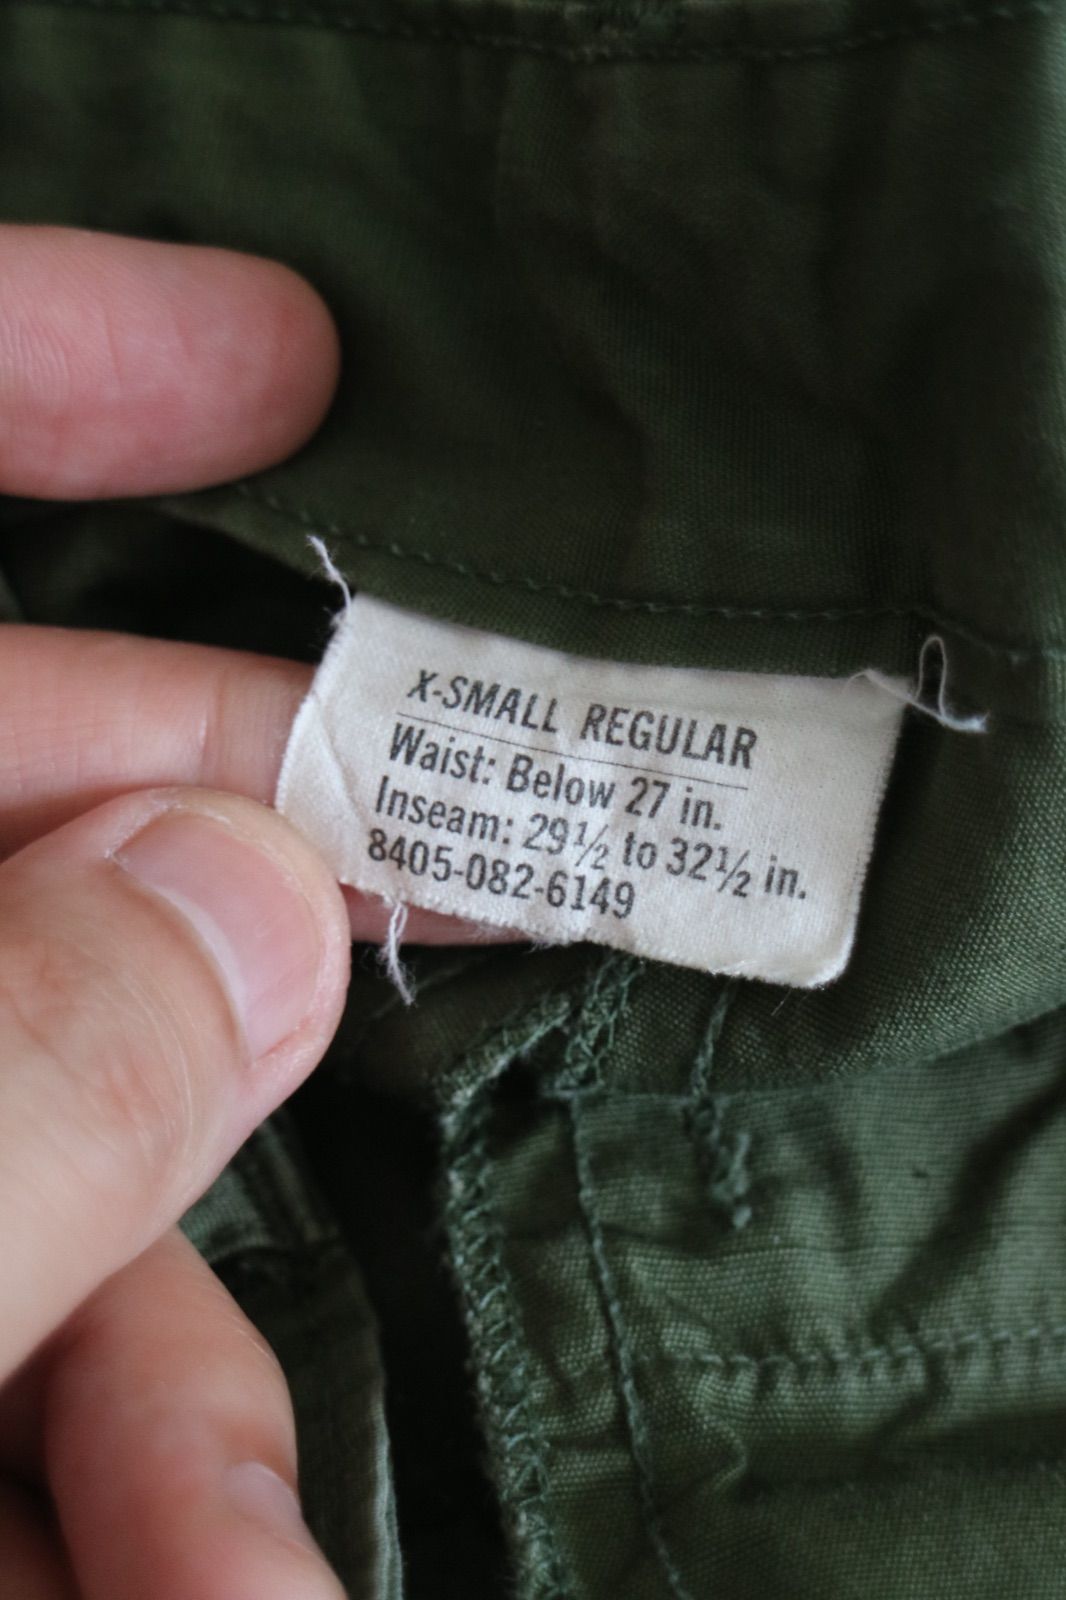 X-SMALL REGULAR
Waist: Below 27 in.
Inseam: 29½ to 32½ in.
8405-082-6149